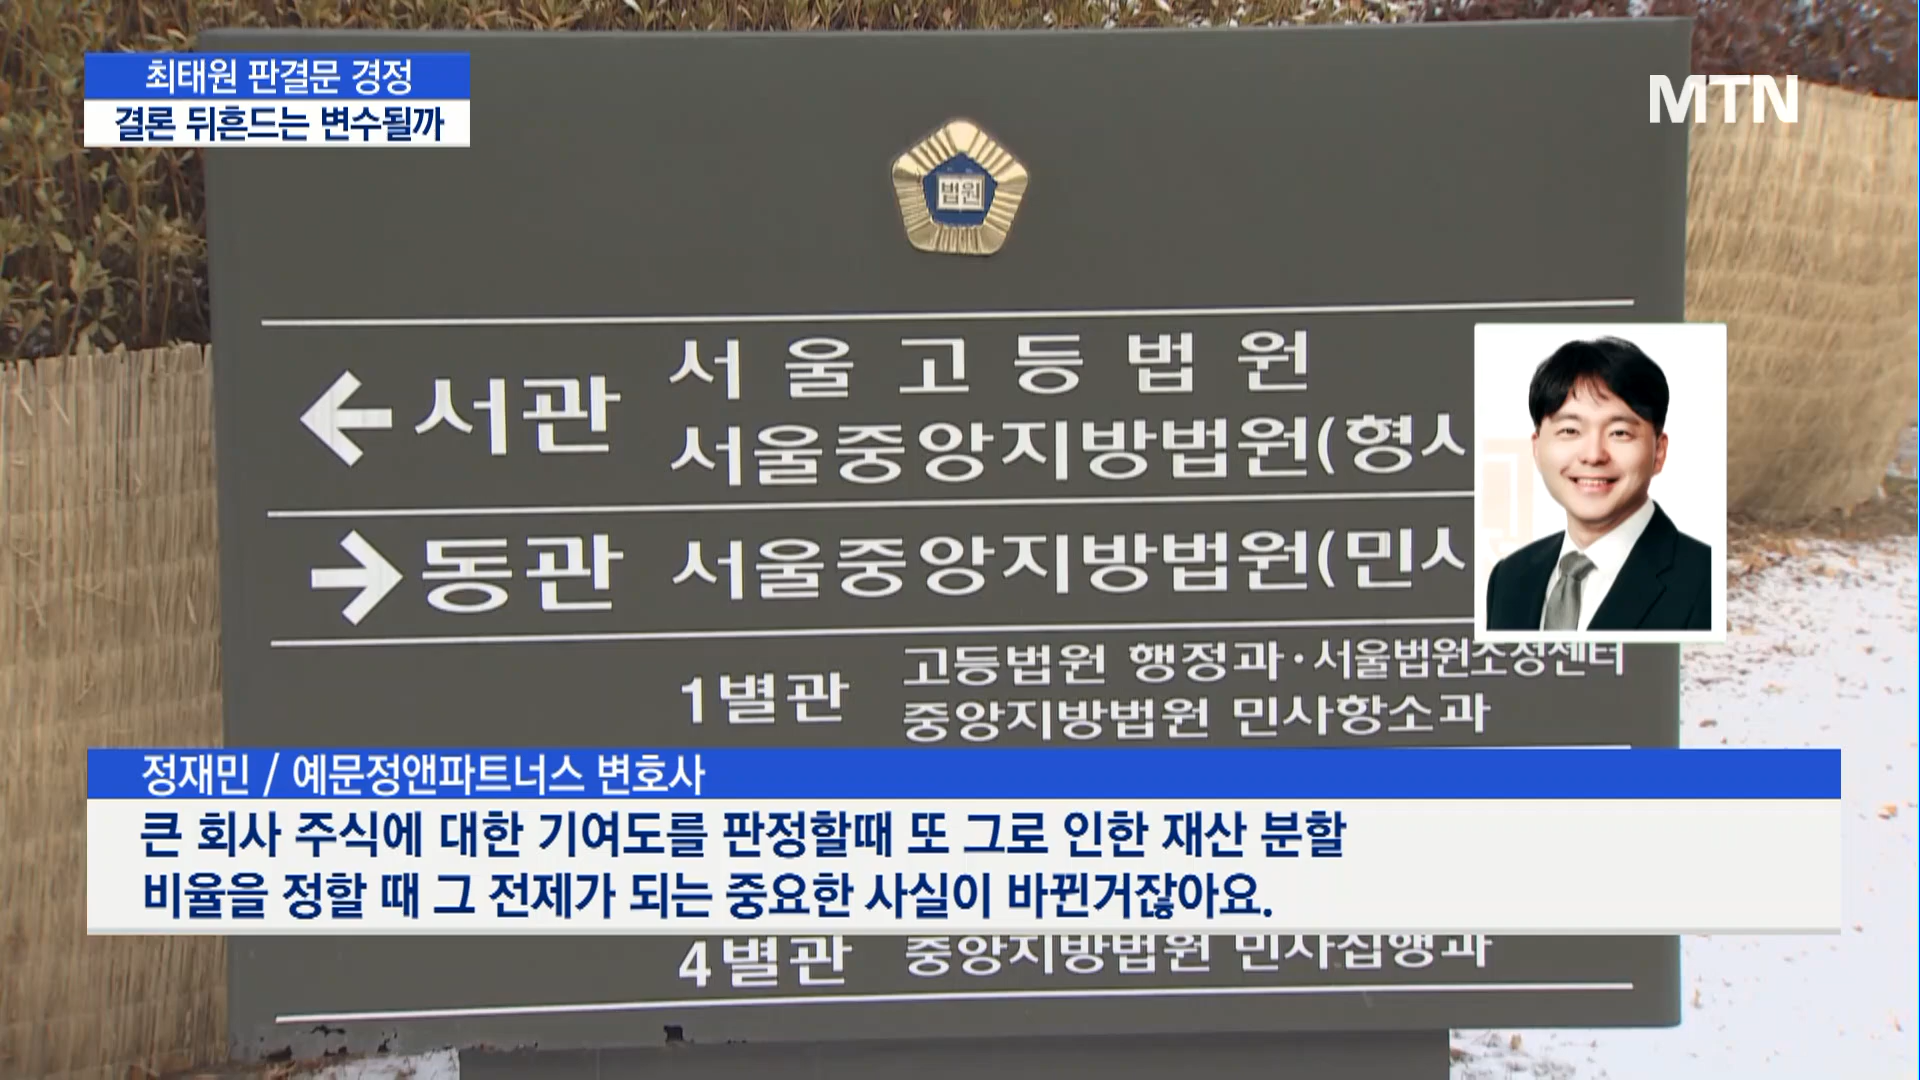 최태원 판결문 경정
결론 뒤흔드는 변수될까
MTN
법원
서관
서울고등법원
서울중앙지방법원(형사
동관
서울중앙지방법원(민사
1별관
고등법원 행정과·서울법원조정센터
중앙지방법원 민사항소과
정재민 / 예문정앤파트너스 변호사
큰 회사 주식에 대한 기여도를 판정할때 또 그로 인한 재산 분할
비율을 정할 때 그 전제가 되는 중요한 사실이 바뀐거잖아요.
4별관
중앙지방법원 민사집행과